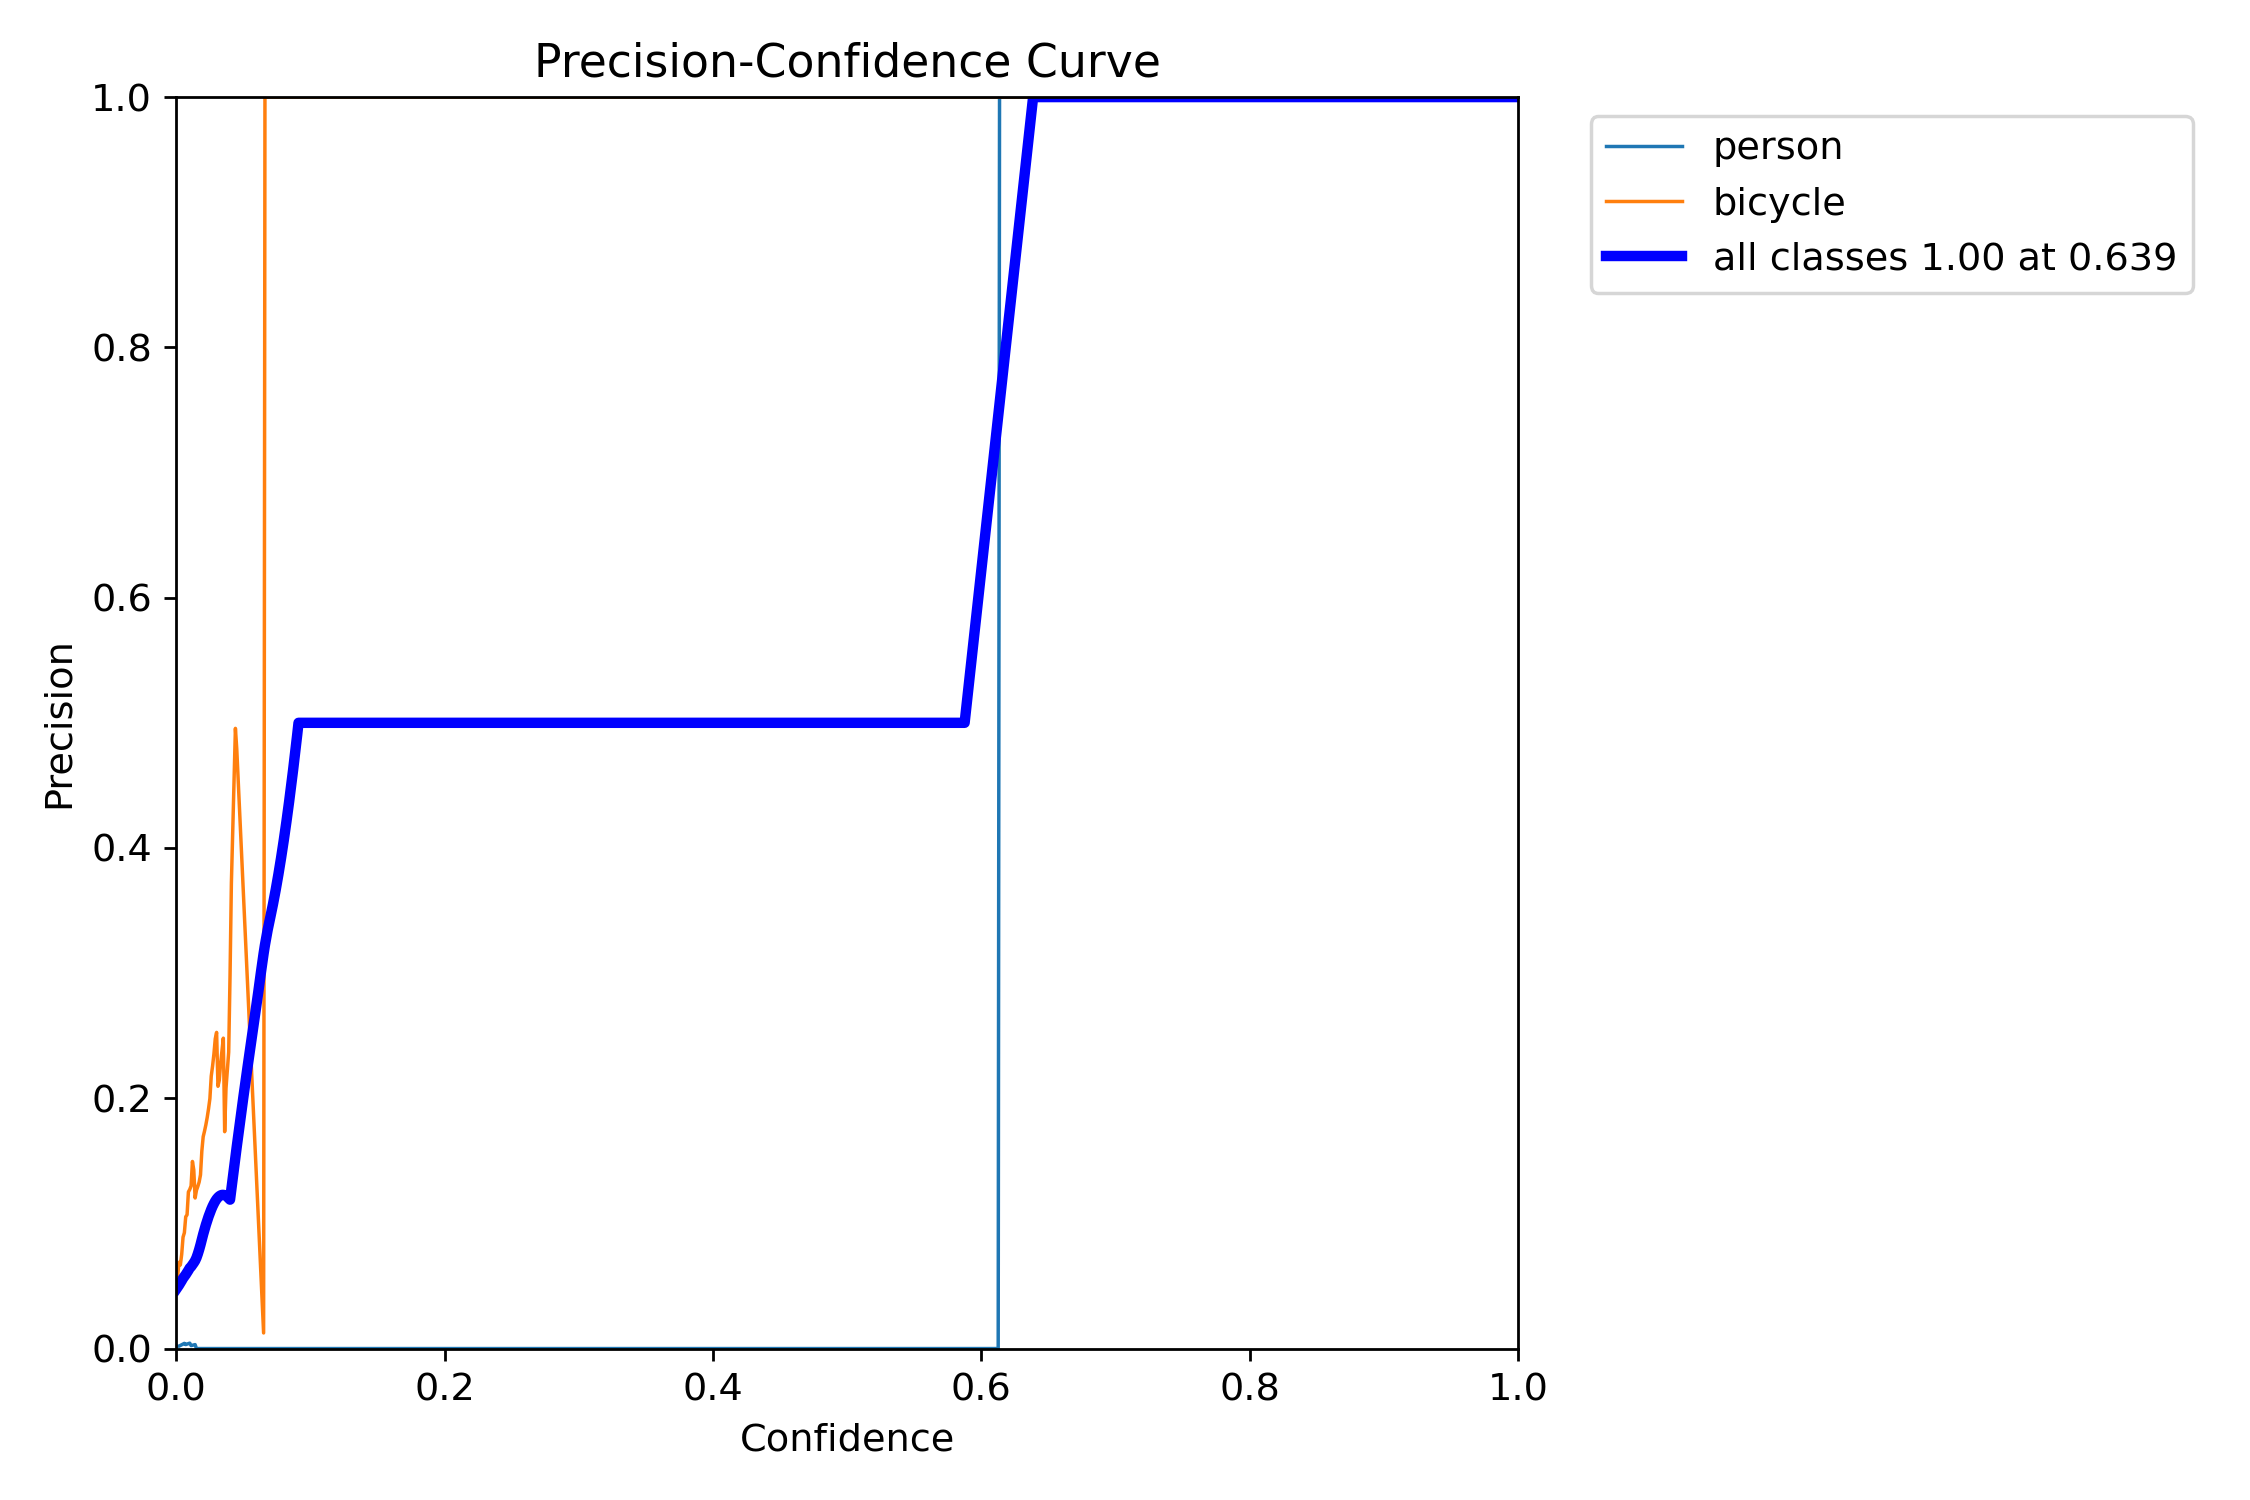 Precision-Confidence Curve
1.0
0.8
0.6
0.4
0.2
0.0
Precision
0.0 0.2 0.4 0.6 0.8 1.0
Confidence
person
bicycle
all classes 1.00 at 0.639